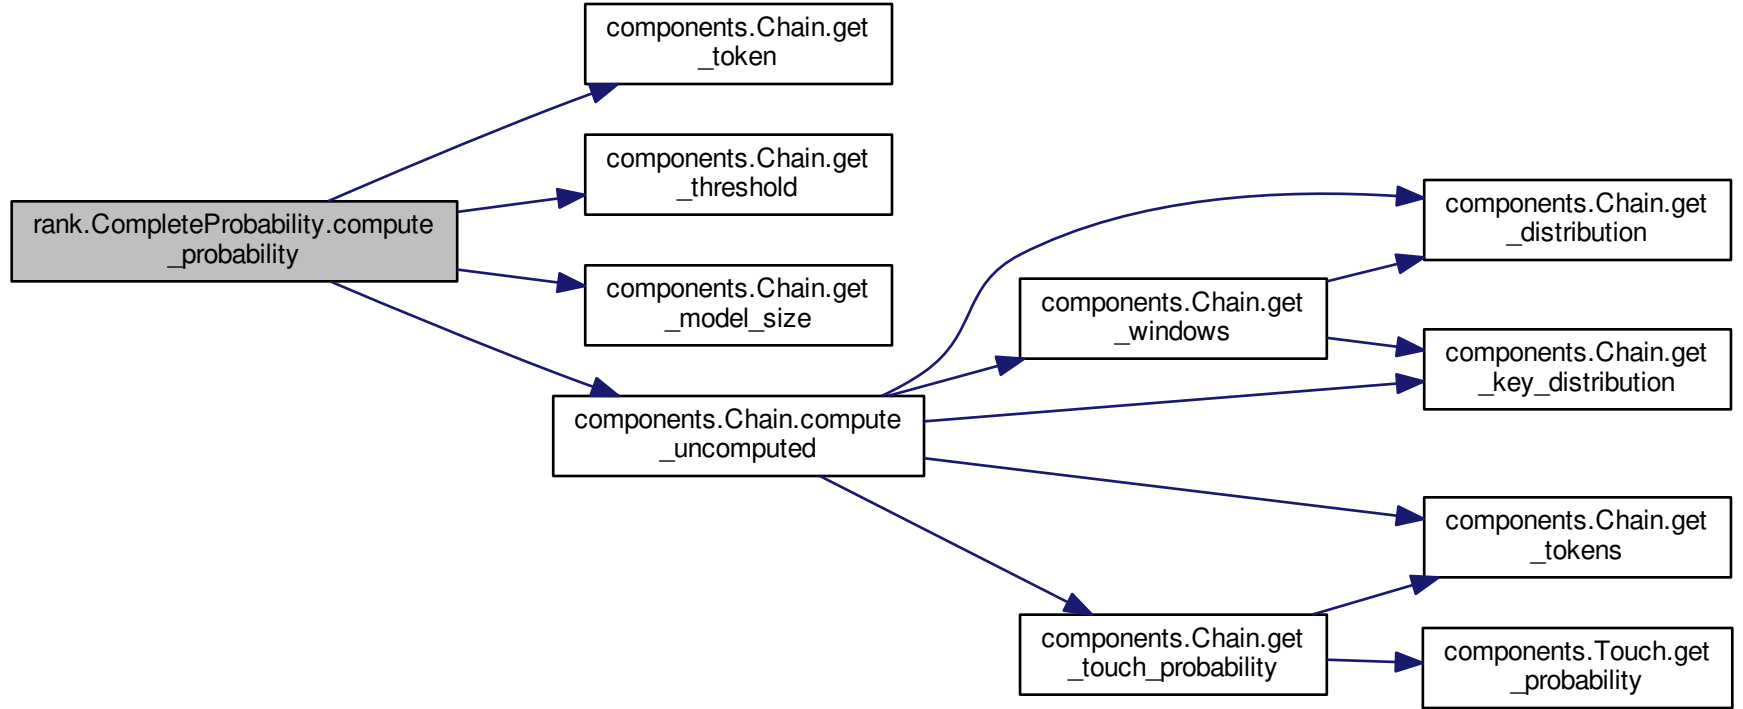 components.Chain.get
_token
components.Chain.get
_threshold
rank.CompleteProbability.compute
_probability
components.Chain.get
_model_size
components.Chain.compute
_uncomputed
components.Chain.get
_windows
components.Chain.get
_distribution
components.Chain.get
_key_distribution
components.Chain.get
_tokens
components.Chain.get
_touch_probability
components.Touch.get
_probability